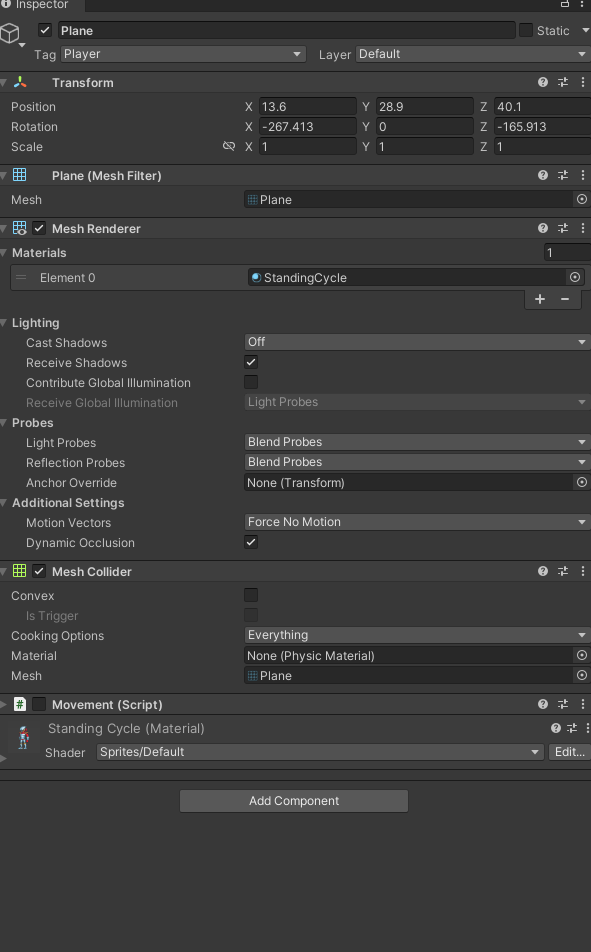 Inspector
Plane Static
Tag Player Layer Default
Transform
Position X 13.6 Y 28.9 Z 40.1
Rotation X -267.413 Y 0 Z -165.913
Scale X 1 Y 1 Z 1
Plane (Mesh Filter)
Mesh Plane
Mesh Renderer
Materials 1
Element 0 StandingCycle
+ −
Lighting
Cast Shadows Off
Receive Shadows
Contribute Global Illumination
Receive Global Illumination Light Probes
Probes
Light Probes Blend Probes
Reflection Probes Blend Probes
Anchor Override None (Transform)
Additional Settings
Motion Vectors Force No Motion
Dynamic Occlusion
Mesh Collider
Convex
Is Trigger
Cooking Options Everything
Material None (Physic Material)
Mesh Plane
# Movement (Script)
Standing Cycle (Material)
Shader Sprites/Default Edit...
Add Component